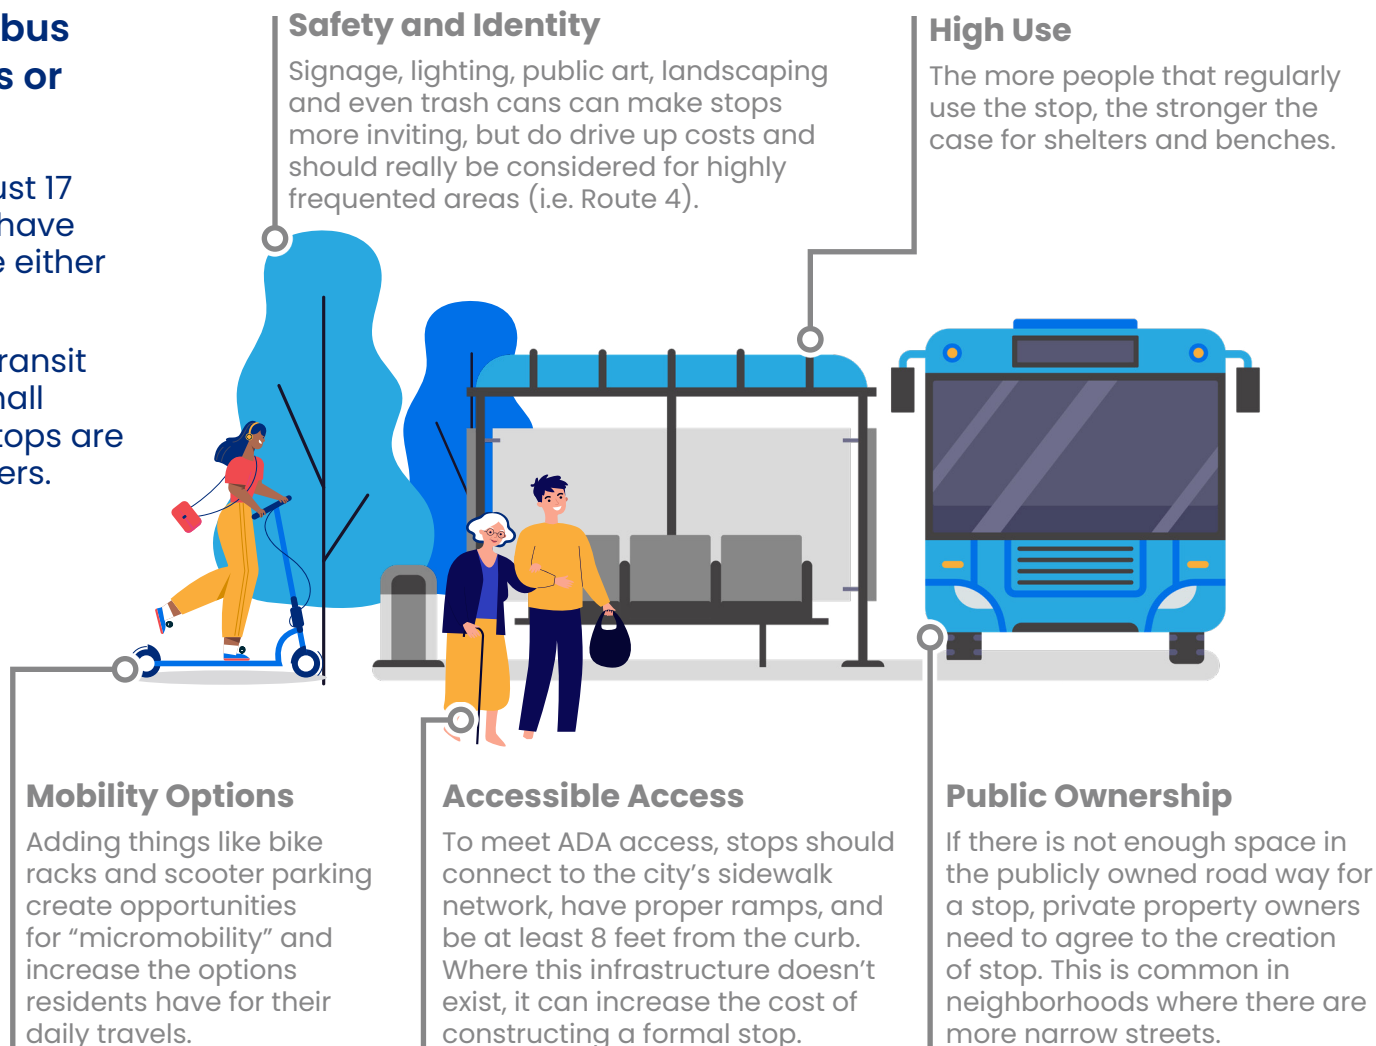 bus
s or
ust 17
have
e either
ransit
nall
tops are
ers.
Safety and Identity
Signage, lighting, public art, landscaping
and even trash cans can make stops
more inviting, but do drive up costs and
should really be considered for highly
frequented areas (i.e. Route 4).
High Use
The more people that regularly
use the stop, the stronger the
case for shelters and benches.
Mobility Options
Adding things like bike
racks and scooter parking
create opportunities
for “micromobility” and
increase the options
residents have for their
daily travels.
Accessible Access
To meet ADA access, stops should
connect to the city’s sidewalk
network, have proper ramps, and
be at least 8 feet from the curb.
Where this infrastructure doesn’t
exist, it can increase the cost of
constructing a formal stop.
Public Ownership
If there is not enough space in
the publicly owned road way for
a stop, private property owners
need to agree to the creation
of stop. This is common in
neighborhoods where there are
more narrow streets.